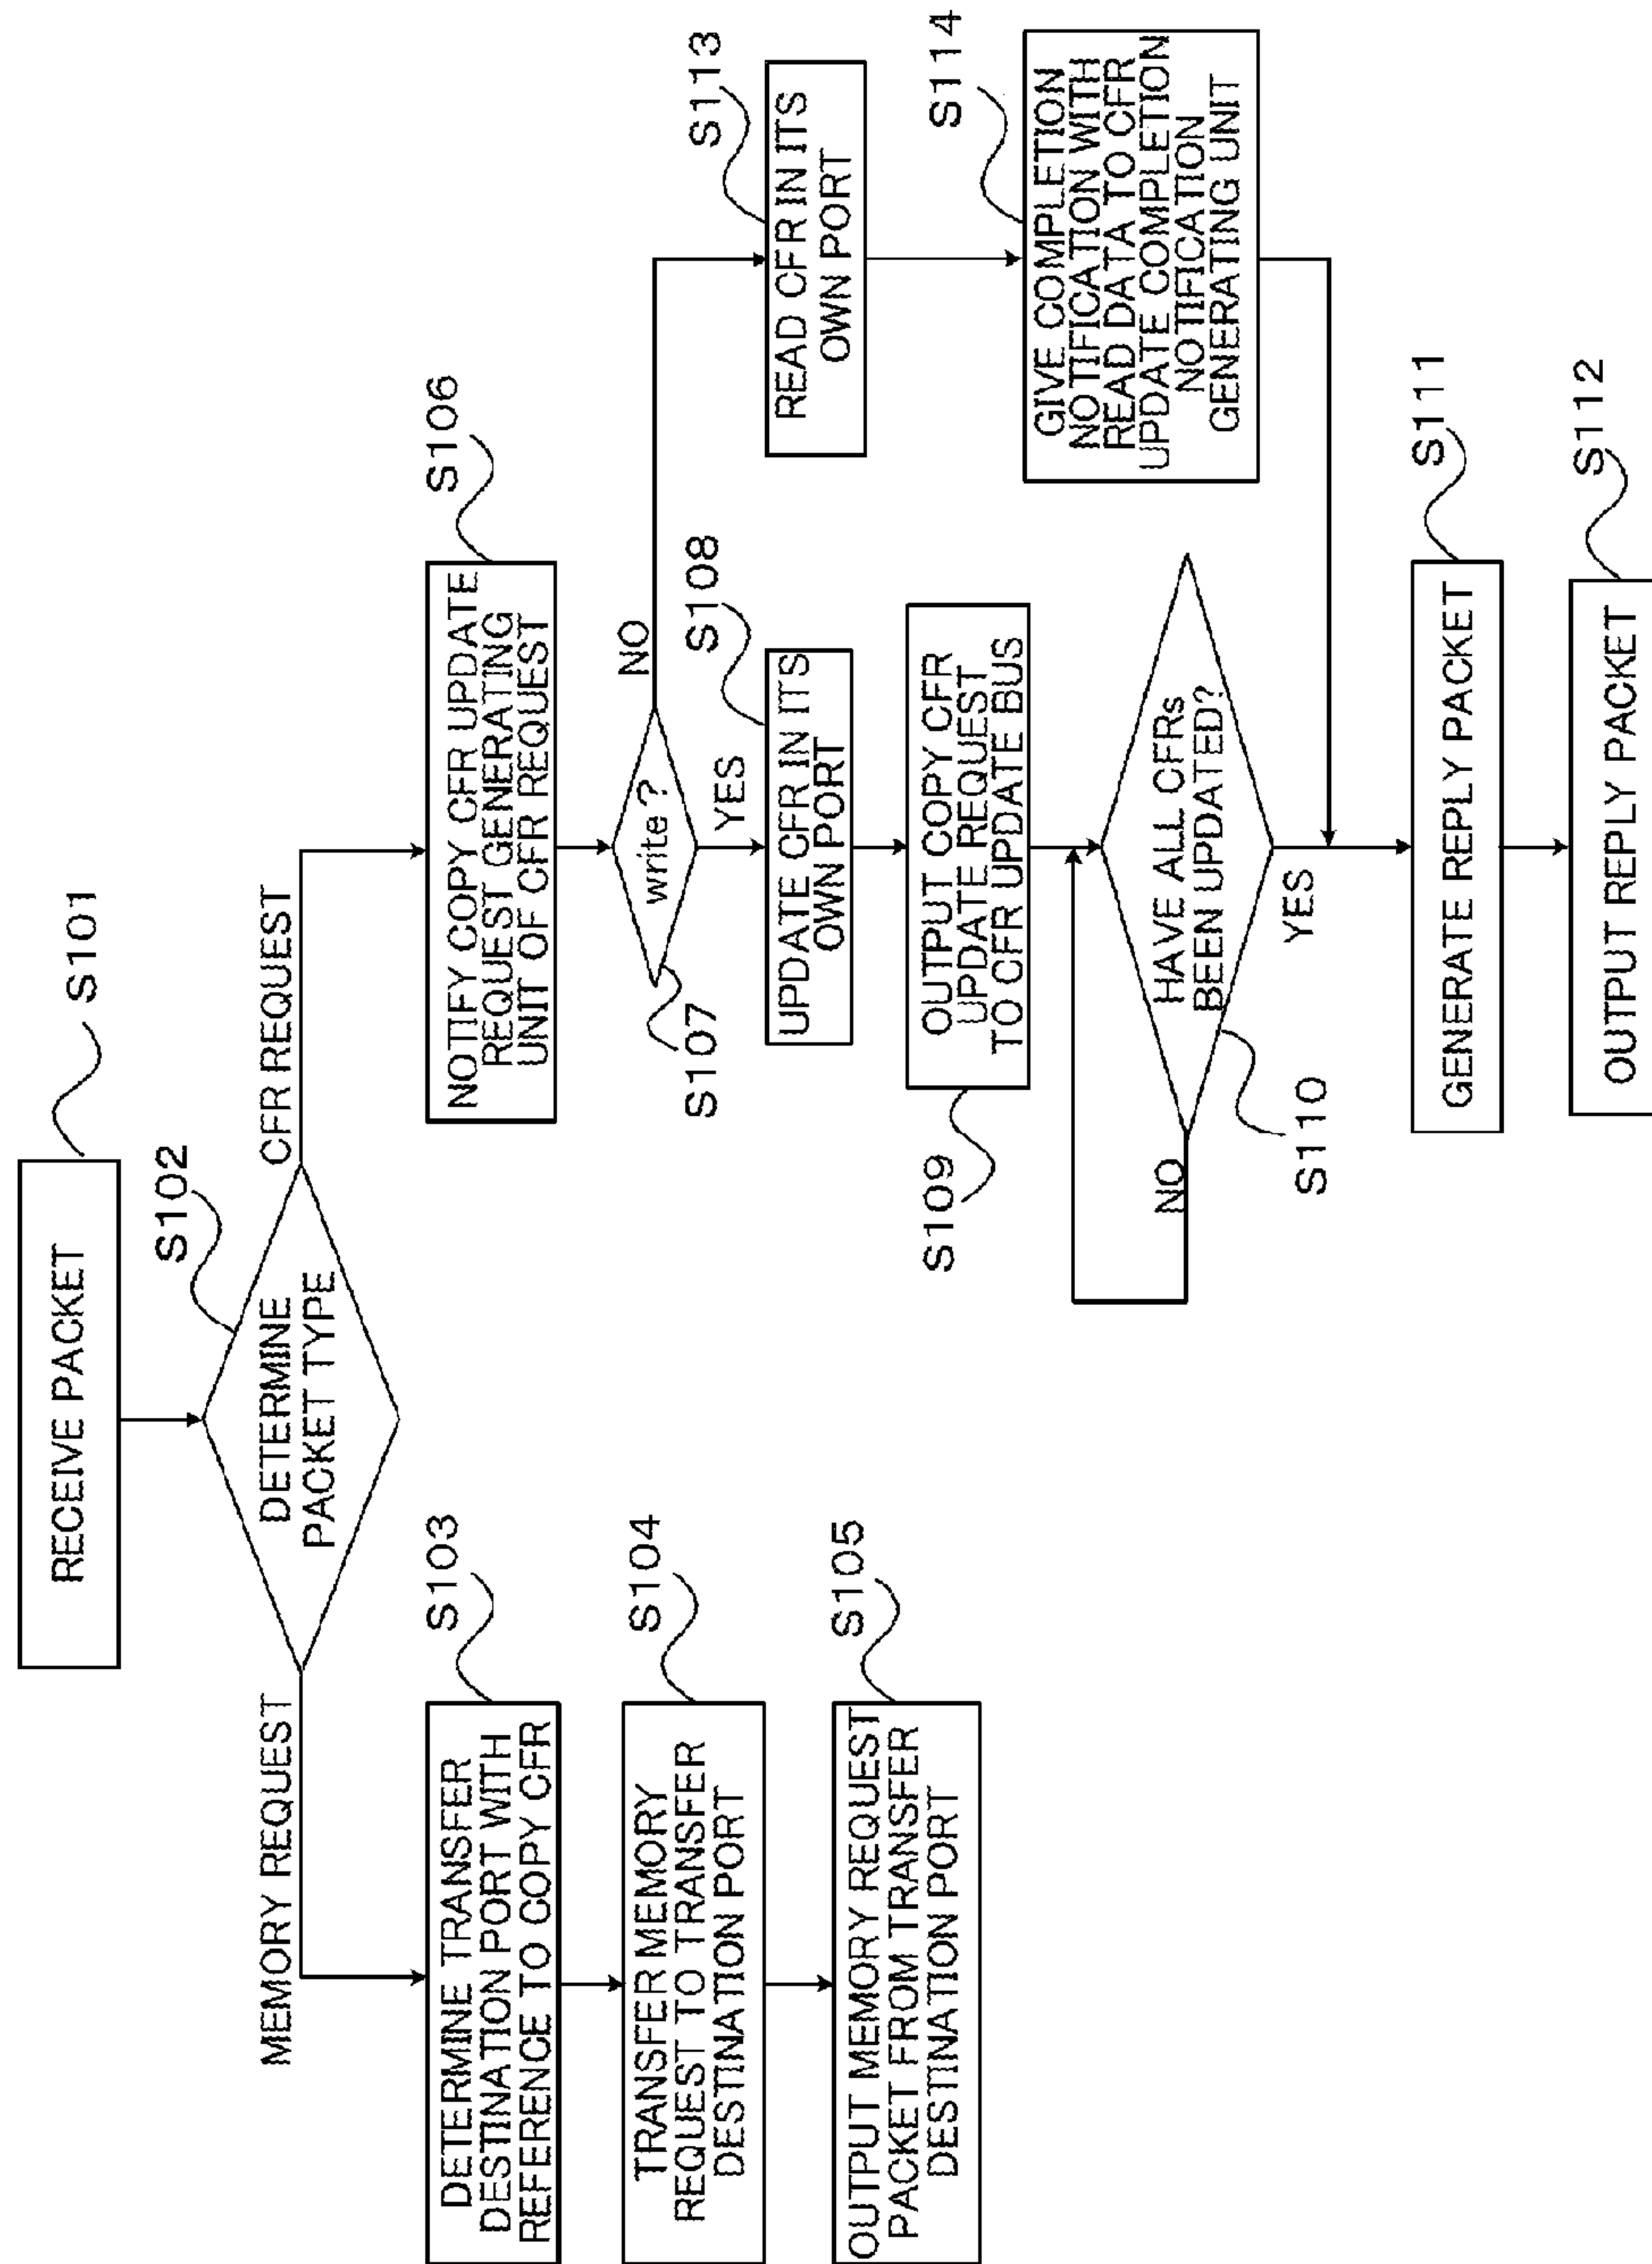 RECEIVE PACKET
S101
DETERMINE
PACKET TYPE
S102
MEMORY REQUEST
CFR REQUEST
DETERMINE TRANSFER
DESTINATION PORT WITH
REFERENCE TO COPY CFR
S103
TRANSFER MEMORY
REQUEST TO TRANSFER
DESTINATION PORT
S104
OUTPUT MEMORY REQUEST
PACKET FROM TRANSFER
DESTINATION PORT
S105
NOTIFY COPY CFR UPDATE
REQUEST GENERATING
UNIT OF CFR REQUEST
S106
write ?
S107
NO
YES
UPDATE CFR IN ITS
OWN PORT
S108
OUTPUT COPY CFR
UPDATE REQUEST
TO CFR UPDATE BUS
S109
HAVE ALL CFRs
BEEN UPDATED?
S110
NO
YES
READ CFR IN ITS
OWN PORT
S113
GIVE COMPLETION
NOTIFICATION WITH
READ DATA TO CFR
UPDATE COMPLETION
NOTIFICATION
GENERATING UNIT
S114
GENERATE REPLY PACKET
S111
OUTPUT REPLY PACKET
S112